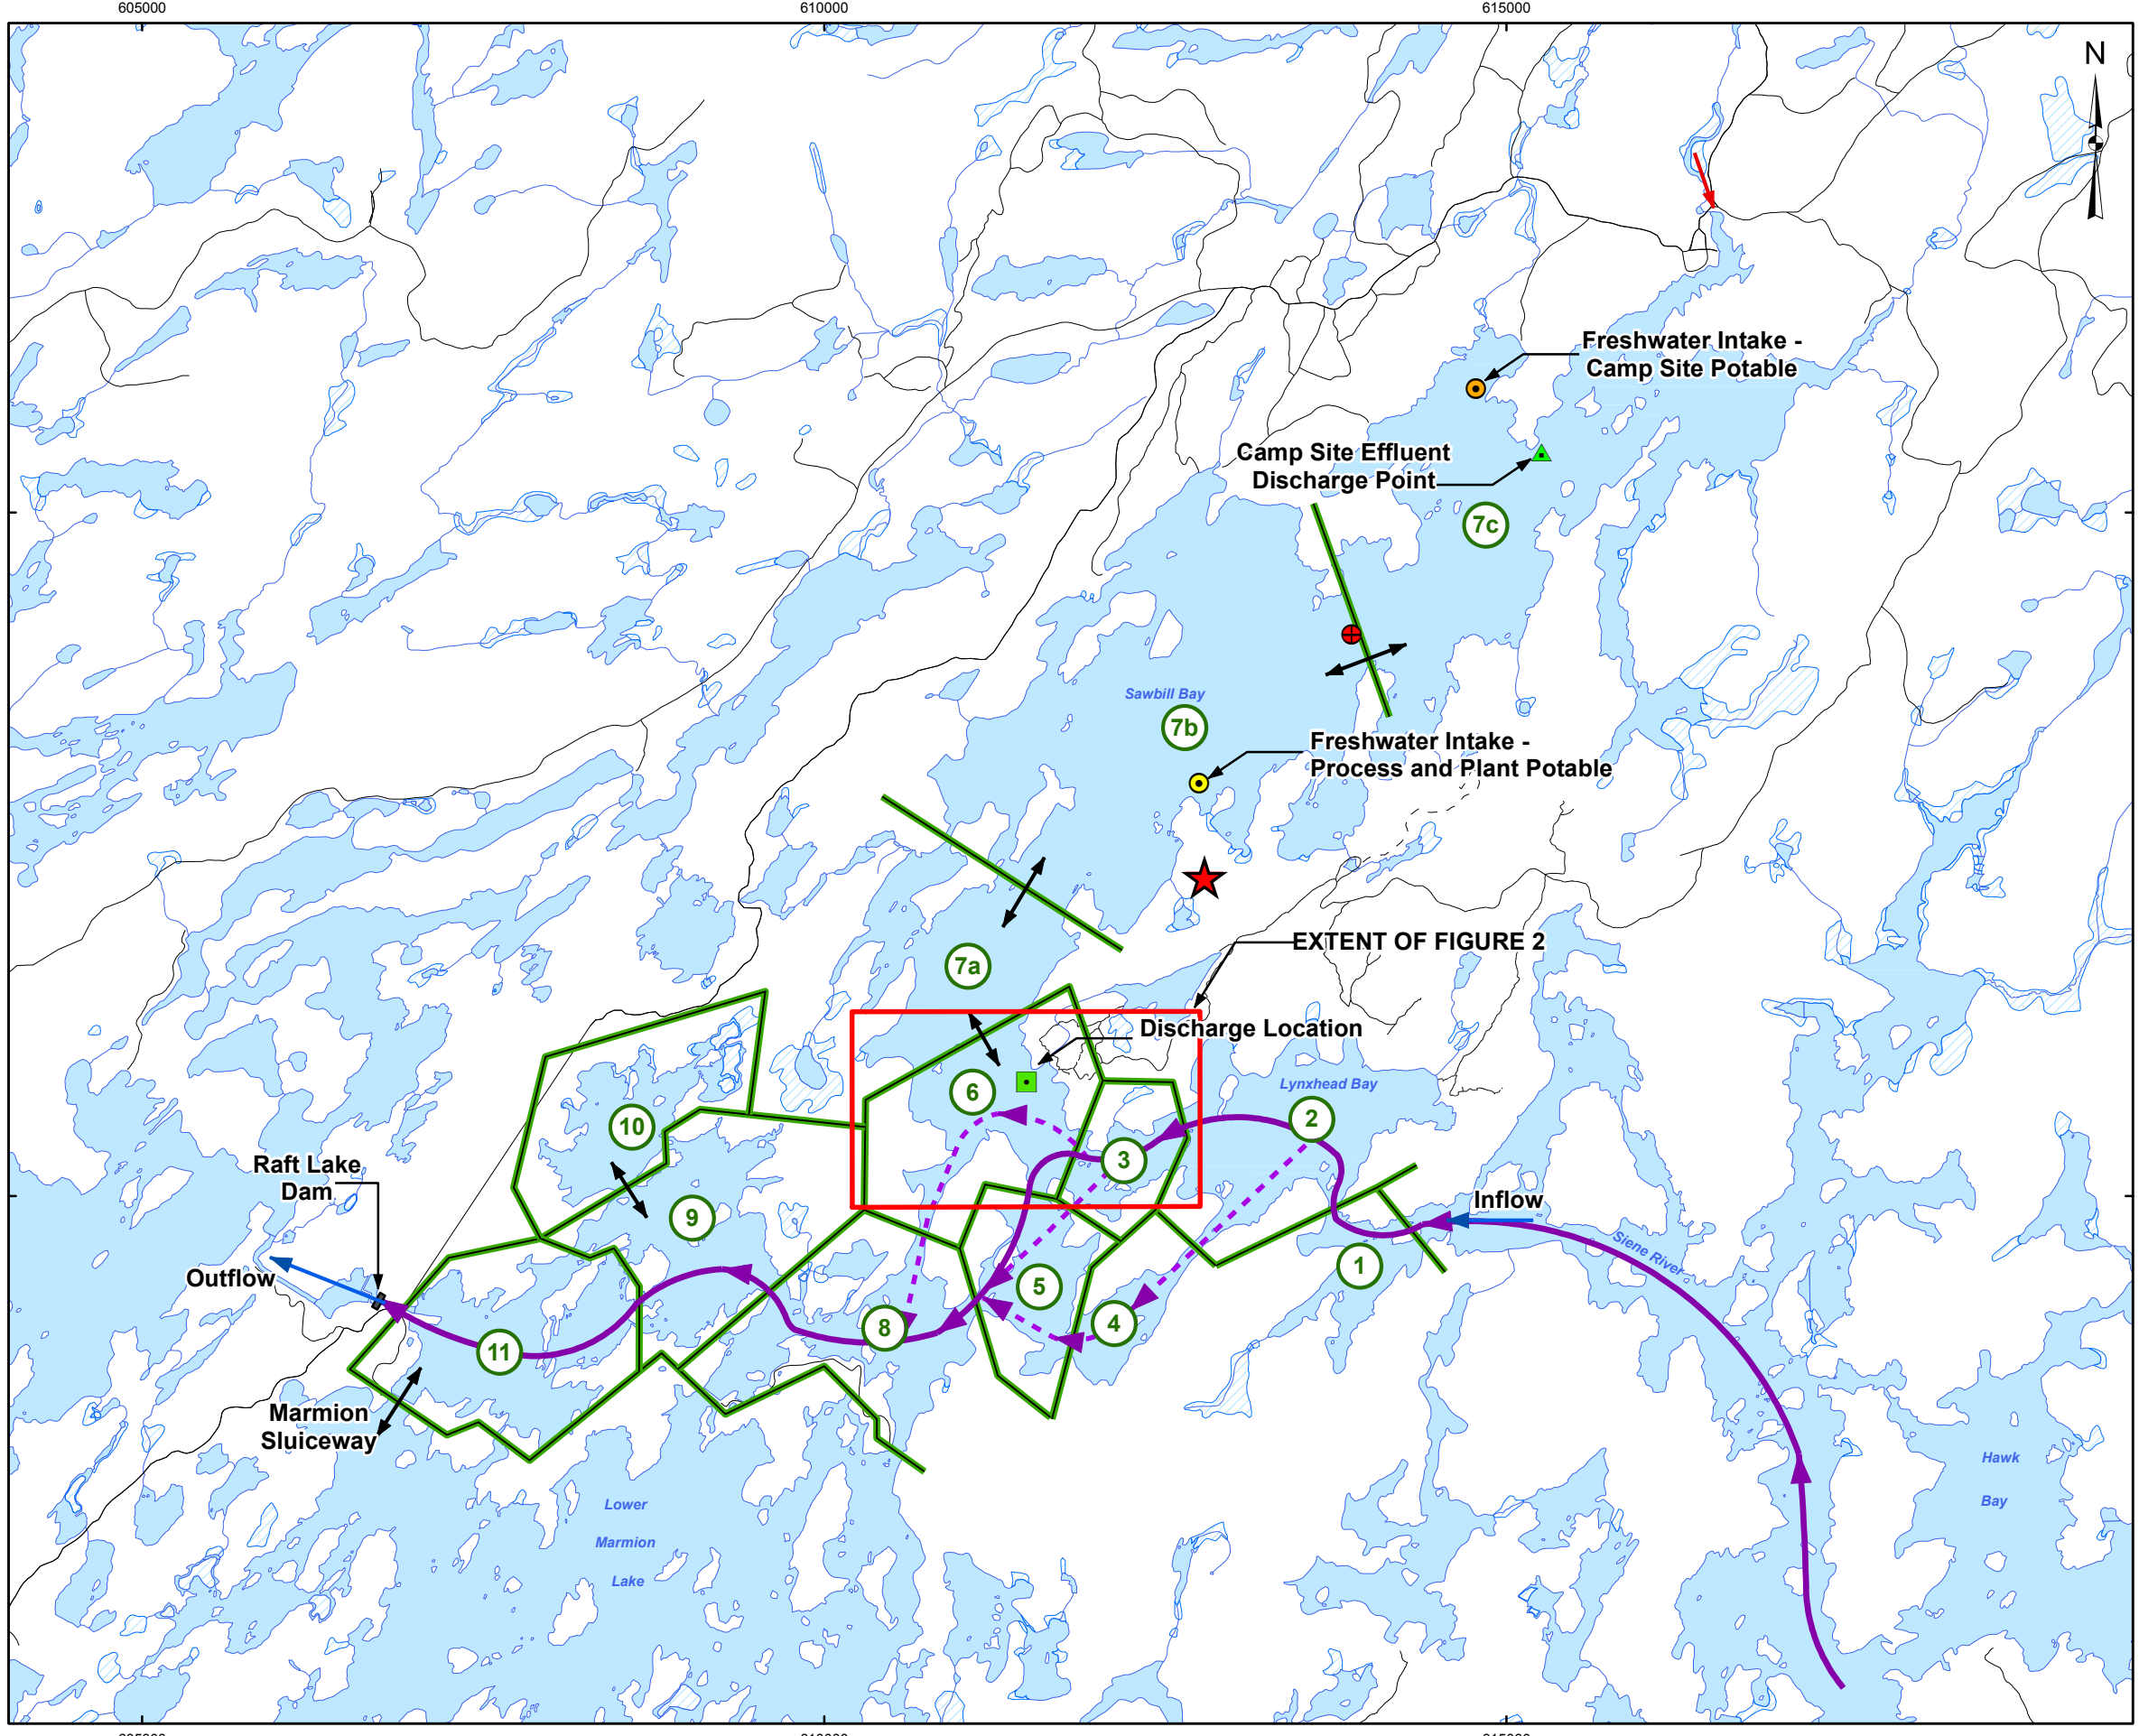 605000
610000
615000
N
Freshwater Intake -
Camp Site Potable
Camp Site Effluent
Discharge Point
7c
Sawbill Bay
7b
Freshwater Intake -
Process and Plant Potable
EXTENT OF FIGURE 2
7a
Discharge Location
6
Lynxhead Bay
2
10
3
Raft Lake
Dam
9
Inflow
Siene River
1
Outflow
5
4
8
11
Marmion
Sluiceway
Hawk
Bay
Lower
Marmion
Lake